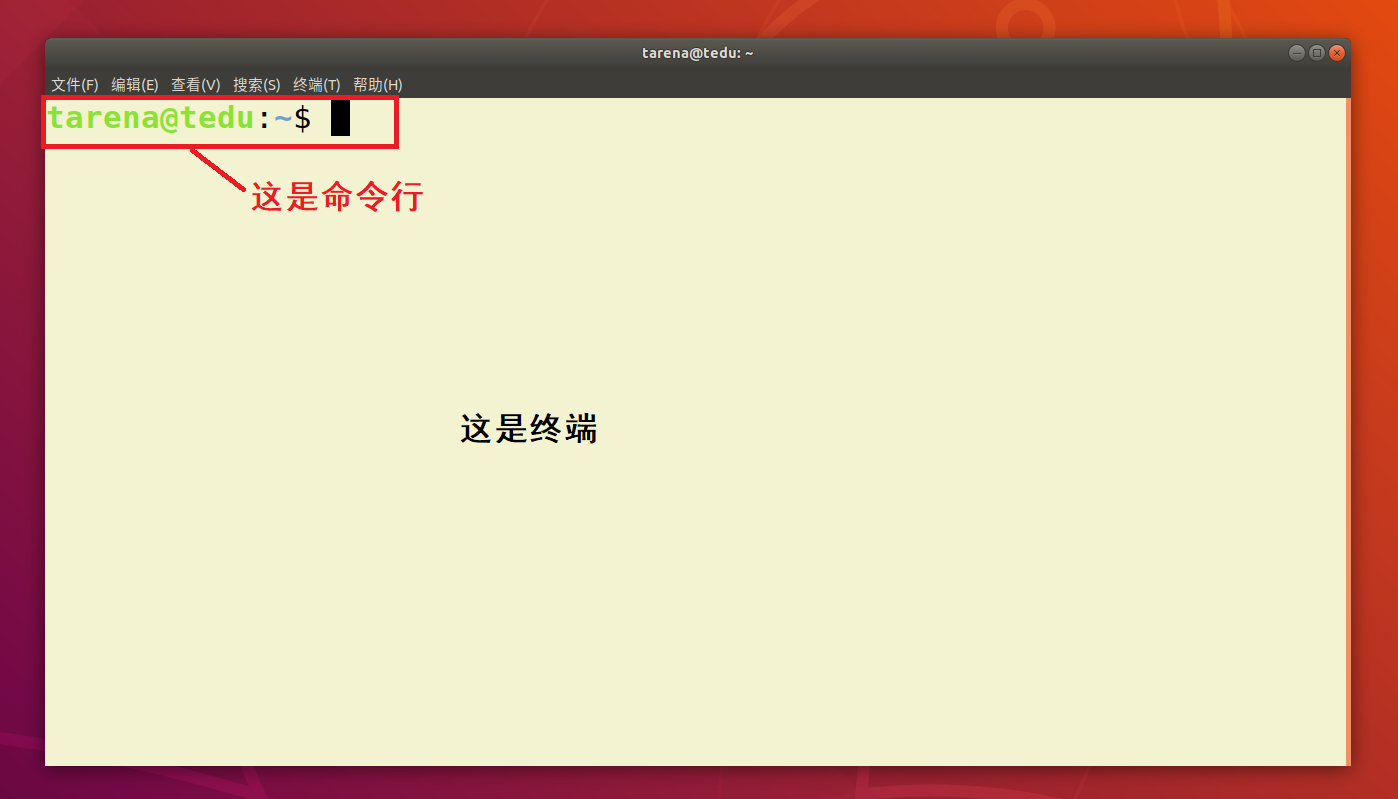 tarena@tedu: ~
文件(F) 编辑(E) 查看(V) 搜索(S) 终端(T) 帮助(H)
tarena@tedu:~$
这是命令行
这是终端